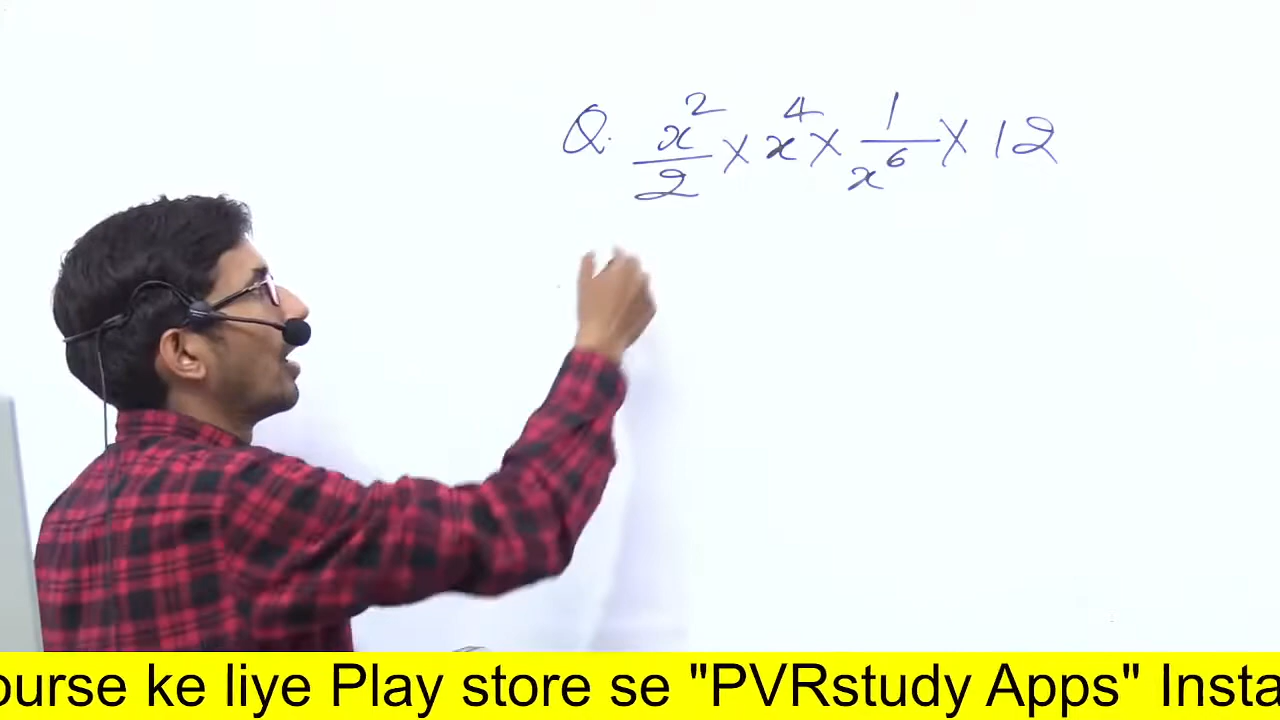 Q. x²/2 × x⁴ × 1/x⁶ × 12
ourse ke liye Play store se "PVRstudy Apps" Insta